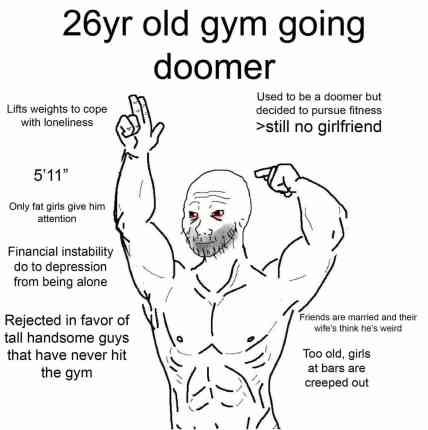 26yr old gym going
doomer
Lifts weights to cope
with loneliness
Used to be a doomer but
decided to pursue fitness
>still no girlfriend
5'11”
Only fat girls give him
attention
Financial instability
do to depression
from being alone
Rejected in favor of
tall handsome guys
that have never hit
the gym
Friends are married and their
wife's think he's weird
Too old, girls
at bars are
creeped out